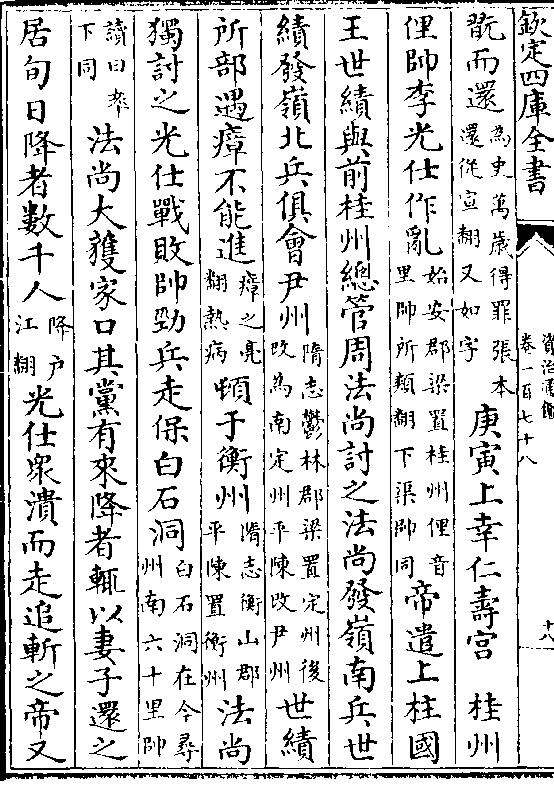 欽定四庫全書 資治通鑑 卷一百七十八 十八
翫而還為史萬歲得罪張本還從宣翻又如字 庚寅上幸仁壽宮 桂州
俚帥李光仕作亂始安郡梁置桂州俚音里帥所類翻下渠帥同帝遣上柱國
王世績與前桂州總管周法尚討之法尚發嶺南兵世
績發嶺北兵俱會尹州隋志鬱林郡梁置定州後改為南定州平陳改尹州世績
所部遇瘴不能進瘴之亮翻熱病頓于衡州隋志衡山郡平陳置衡州法尚
獨討之光仕戰敗帥勁兵走保白石洞白石洞在今尋州南六十里帥
讀曰率下同法尚大獲家口其黨有來降者輒以妻子還之
居旬日降者數千人降户江翻光仕衆潰而走追斬之帝又